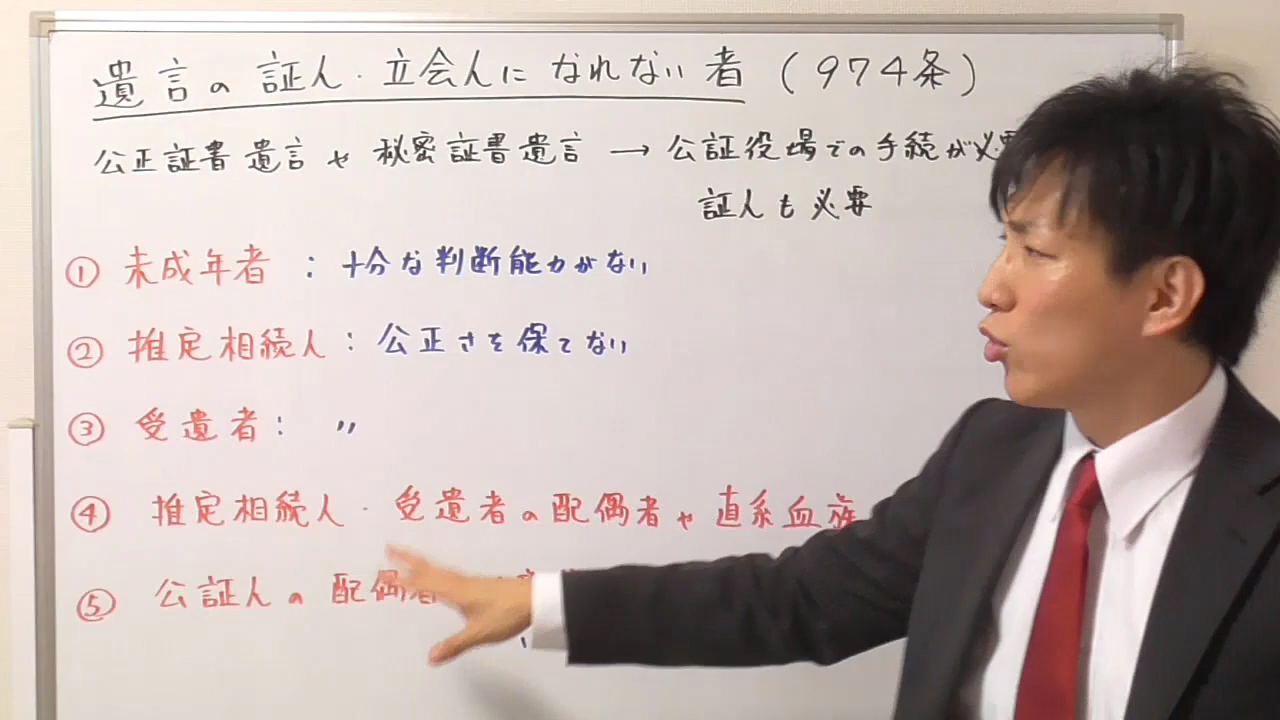 遺言の証人・立会人になれない者(974条)
公正証書遺言や秘密証書遺言→公証役場での手続が必要
証人も必要
① 未成年者:十分な判断能力がない
② 推定相続人:公正さを保てない
③ 受遺者: 〃
④ 推定相続人・受遺者の配偶者や直系血族
⑤ 公証人の配偶者